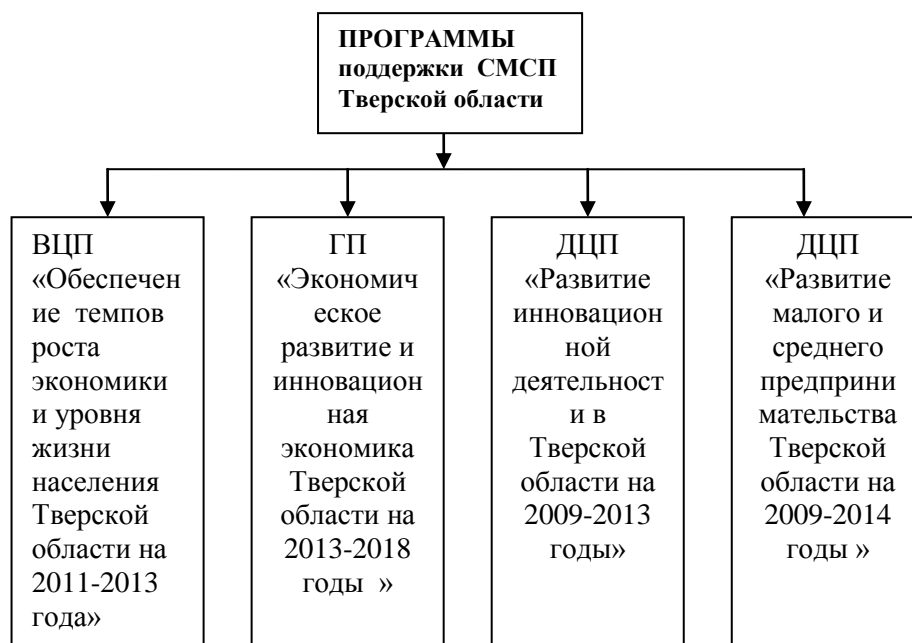 ПРОГРАММЫ
поддержки СМСП
Тверской области
ВЦП
«Обеспечен
ие темпов
роста
экономики
и уровня
жизни
населения
Тверской
области на
2011-2013
года»
ГП
«Экономич
еское
развитие и
инновацион
ная
экономика
Тверской
области на
2013-2018
годы »
ДЦП
«Развитие
инновацион
ной
деятельност
и в
Тверской
области на
2009-2013
годы»
ДЦП
«Развитие
малого и
среднего
предприни
мательства
Тверской
области на
2009-2014
годы »